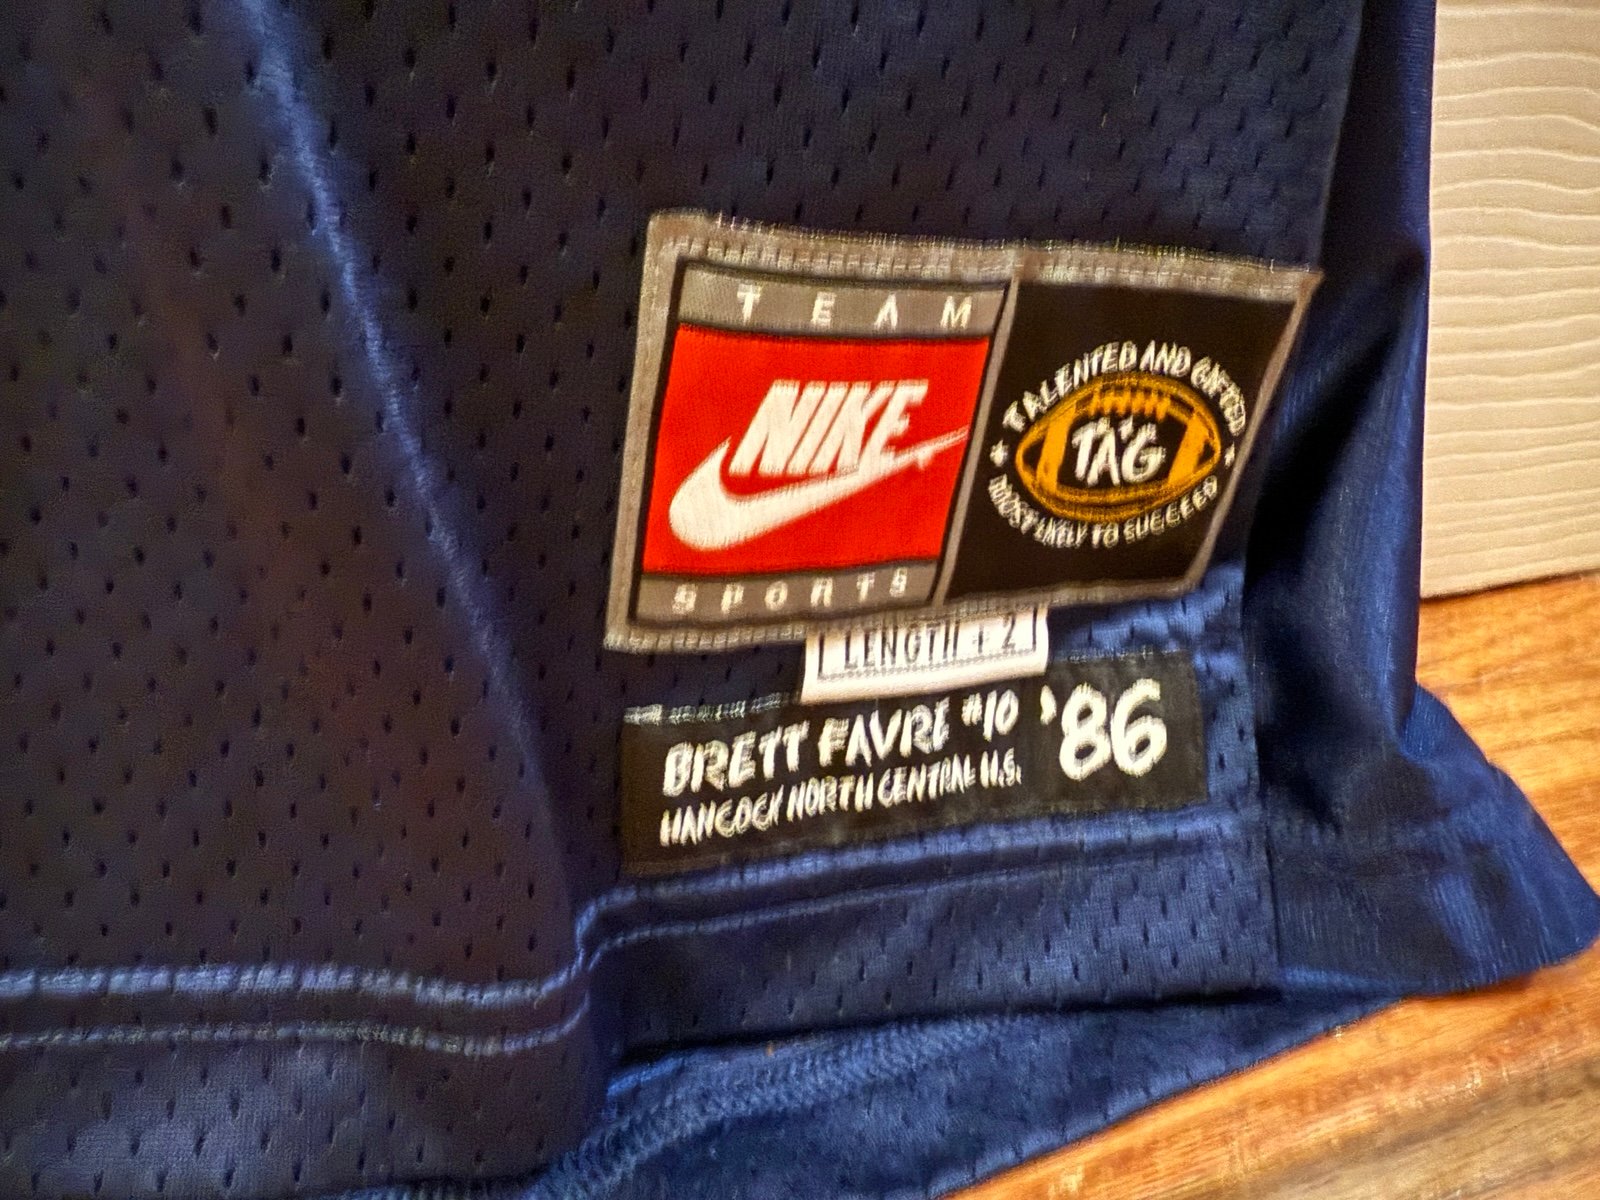 TEAM
NIKE
SPORTS
TALENTED AND GIFTED
TAG
MOST LIKELY TO SUCCEED
LENGTH + 2
BRETT FAVRE #10 '86
HANCOCK NORTH CENTRAL H.S.